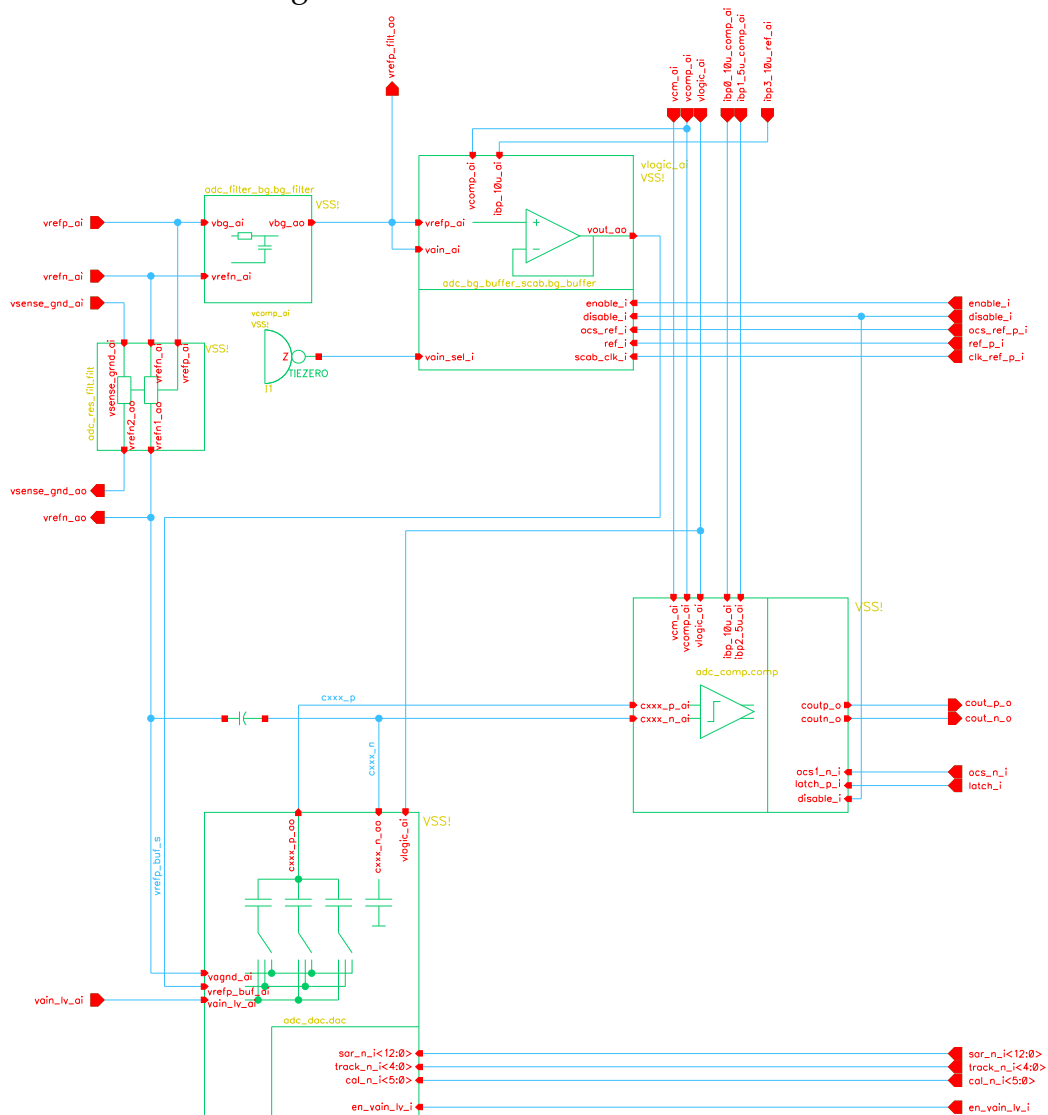 vrefp_filt_ao
vcm_ai
vcomp_ai
vlogic_ai
ibp0_10u_comp_ai
ibp1_5u_comp_ai
ibp3_10u_ref_ai
vcomp_ai
ibp_10u_ai
vlogic_ai
VSS!
adc_filter_bg.bg_filter
VSS!
vrefp_ai
vbg_ai
vbg_ao
vrefp_ai
vout_ao
vain_ai
vrefn_ai
vrefn_ai
adc_bg_buffer_scab.bg_buffer
vsense_gnd_ai
enable_i
enable_i
disable_i
disable_i
ocs_ref_i
ocs_ref_p_i
ref_i
ref_p_i
scab_clk_i
clk_ref_p_i
vcomp_ai
VSS!
Z
TIEZERO
I1
vain_sel_i
VSS!
vsense_grnd_ai
vrefn_ai
vrefp_ai
adc_res_filt.filt
vrefn2_ao
vrefn1_ao
vsense_gnd_ao
vrefn_ao
vcm_ai
vcomp_ai
vlogic_ai
ibp_10u_ai
ibp2_5u_ai
VSS!
adc_comp.comp
cxxx_p
cxxx_p_ai
cxxx_n_ai
coutp_o
cout_p_o
coutn_o
cout_n_o
cxxx_n
ocs1_n_i
ocs_n_i
latch_p_i
latch_i
disable_i
VSS!
cxxx_p_ao
cxxx_n_ao
vlogic_ai
vrefp_buf_s
vagnd_ai
vrefp_buf_ai
vain_lv_ai
vain_lv_ai
adc_dac.dac
sar_n_i<12:0>
sar_n_i<12:0>
track_n_i<4:0>
track_n_i<4:0>
cal_n_i<5:0>
cal_n_i<5:0>
en_vain_lv_i
en_vain_lv_i